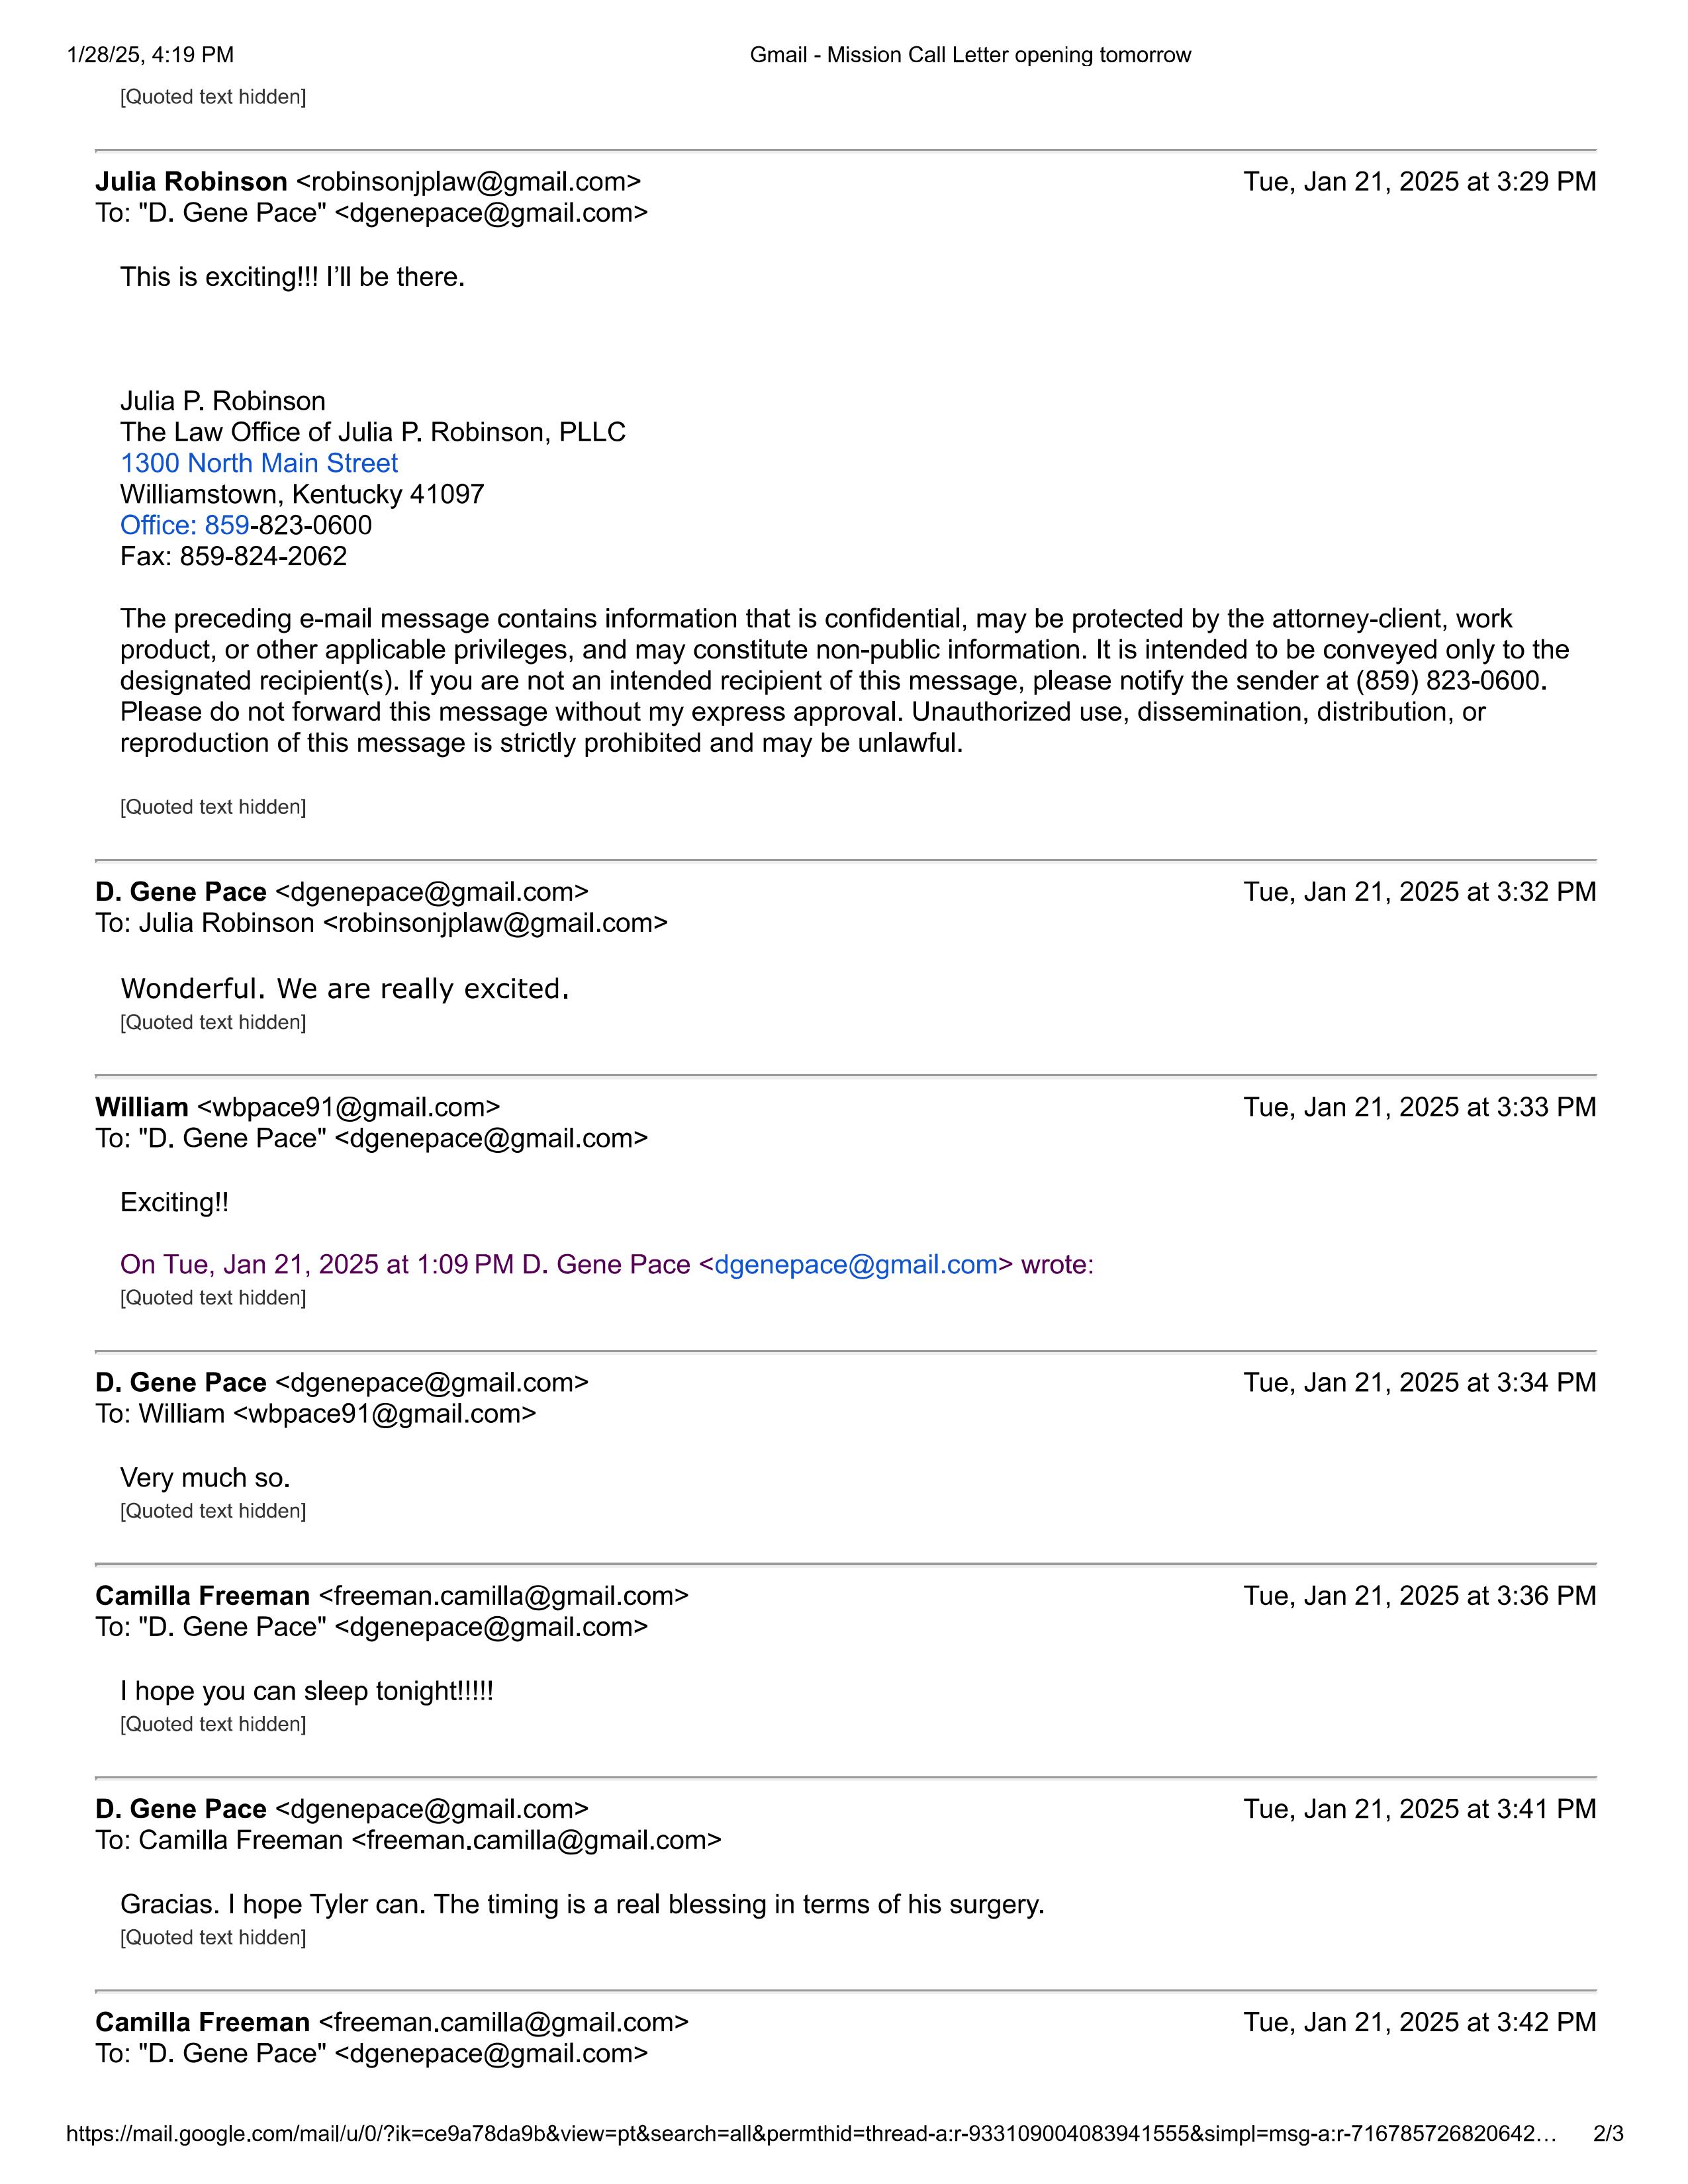 1/28/25, 4:19 PM
Gmail - Mission Call Letter opening tomorrow
[Quoted text hidden]
Julia Robinson <robinsonjplaw@gmail.com>
Tue, Jan 21, 2025 at 3:29 PM
To: "D. Gene Pace" <dgenepace@gmail.com>
This is exciting!!! I’ll be there.
Julia P. Robinson
The Law Office of Julia P. Robinson, PLLC
1300 North Main Street
Williamstown, Kentucky 41097
Office: 859-823-0600
Fax: 859-824-2062
The preceding e-mail message contains information that is confidential, may be protected by the attorney-client, work
product, or other applicable privileges, and may constitute non-public information. It is intended to be conveyed only to the
designated recipient(s). If you are not an intended recipient of this message, please notify the sender at (859) 823-0600.
Please do not forward this message without my express approval. Unauthorized use, dissemination, distribution, or
reproduction of this message is strictly prohibited and may be unlawful.
[Quoted text hidden]
D. Gene Pace <dgenepace@gmail.com>
Tue, Jan 21, 2025 at 3:32 PM
To: Julia Robinson <robinsonjplaw@gmail.com>
Wonderful. We are really excited.
[Quoted text hidden]
William <wbpace91@gmail.com>
Tue, Jan 21, 2025 at 3:33 PM
To: "D. Gene Pace" <dgenepace@gmail.com>
Exciting!!
On Tue, Jan 21, 2025 at 1:09 PM D. Gene Pace <dgenepace@gmail.com> wrote:
[Quoted text hidden]
D. Gene Pace <dgenepace@gmail.com>
Tue, Jan 21, 2025 at 3:34 PM
To: William <wbpace91@gmail.com>
Very much so.
[Quoted text hidden]
Camilla Freeman <freeman.camilla@gmail.com>
Tue, Jan 21, 2025 at 3:36 PM
To: "D. Gene Pace" <dgenepace@gmail.com>
I hope you can sleep tonight!!!!!
[Quoted text hidden]
D. Gene Pace <dgenepace@gmail.com>
Tue, Jan 21, 2025 at 3:41 PM
To: Camilla Freeman <freeman.camilla@gmail.com>
Gracias. I hope Tyler can. The timing is a real blessing in terms of his surgery.
[Quoted text hidden]
Camilla Freeman <freeman.camilla@gmail.com>
Tue, Jan 21, 2025 at 3:42 PM
To: "D. Gene Pace" <dgenepace@gmail.com>
https://mail.google.com/mail/u/0/?ik=ce9a78da9b&view=pt&search=all&permthid=thread-a:r-933109004083941555&simpl=msg-a:r-716785726820642…
2/3